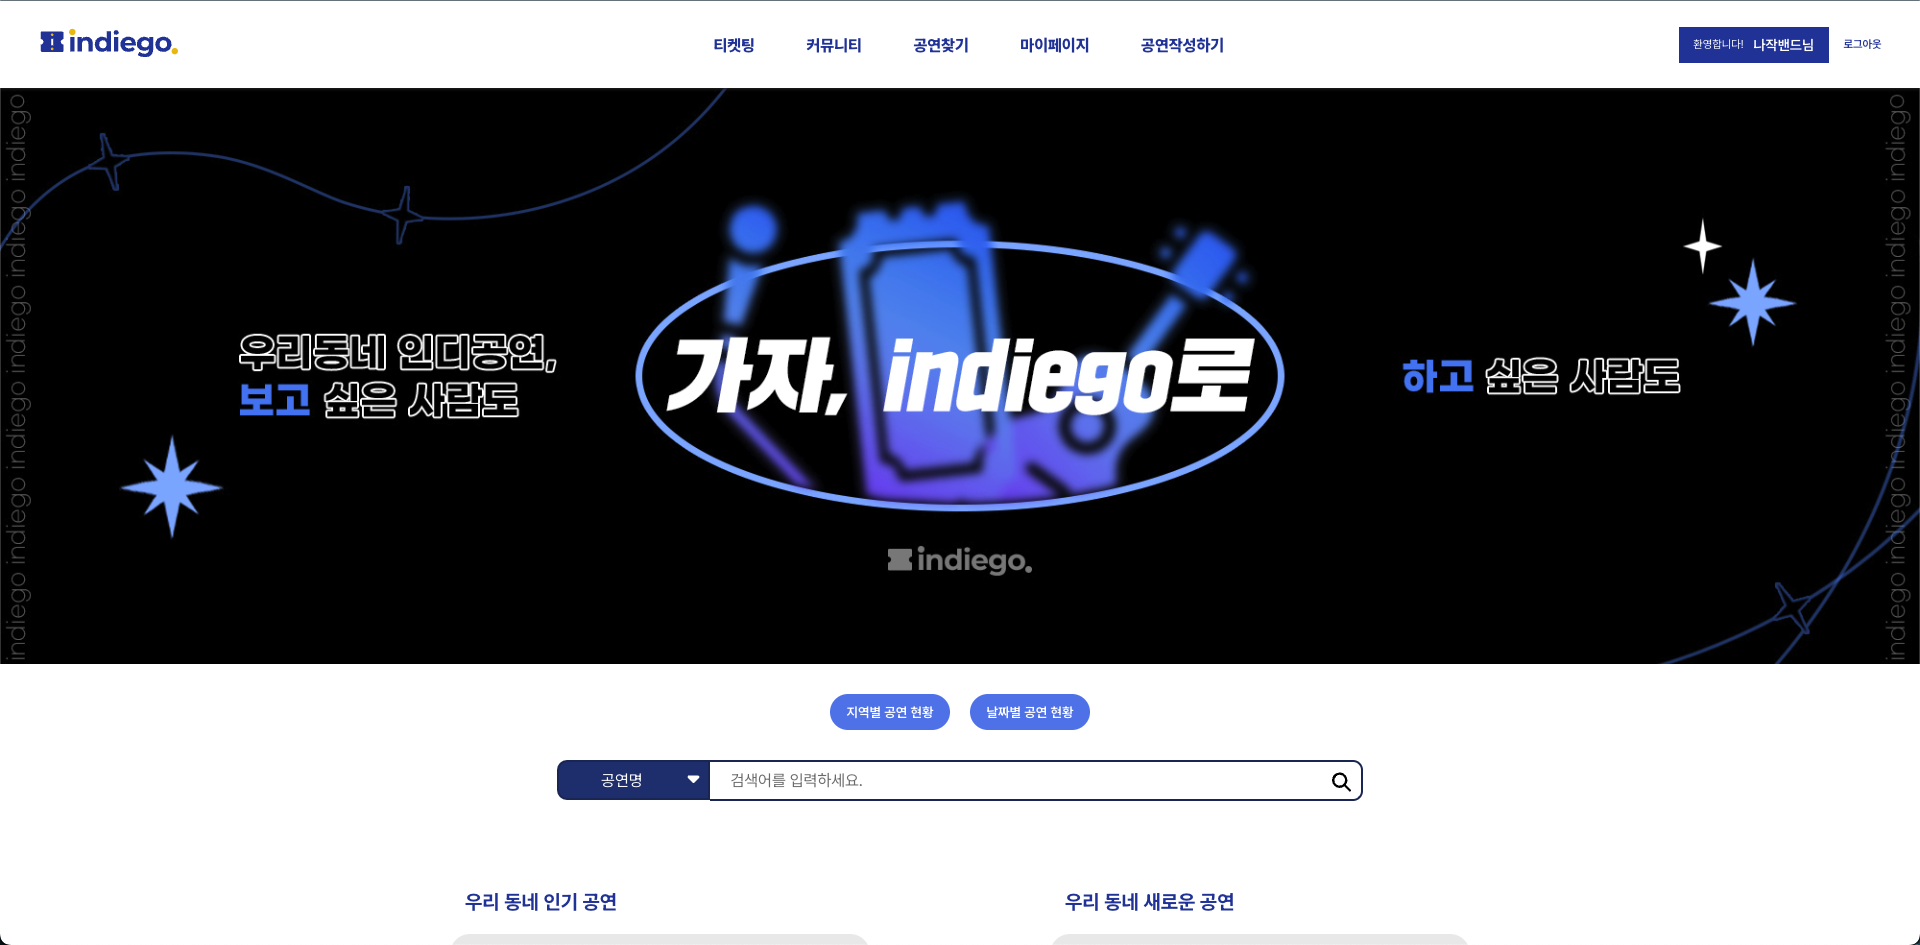 indiego.
티켓팅
커뮤니티
공연찾기
마이페이지
공연작성하기
환영합니다! 나작밴드님
로그아웃
indiego indiego indiego indiego indiego indiego
우리동네 인디공연,
보고 싶은 사람도
가자, indiego로
하고 싶은 사람도
indiego.
indiego indiego indiego indiego indiego indiego
지역별 공연 현황
날짜별 공연 현황
공연명
검색어를 입력하세요.
우리 동네 인기 공연
우리 동네 새로운 공연